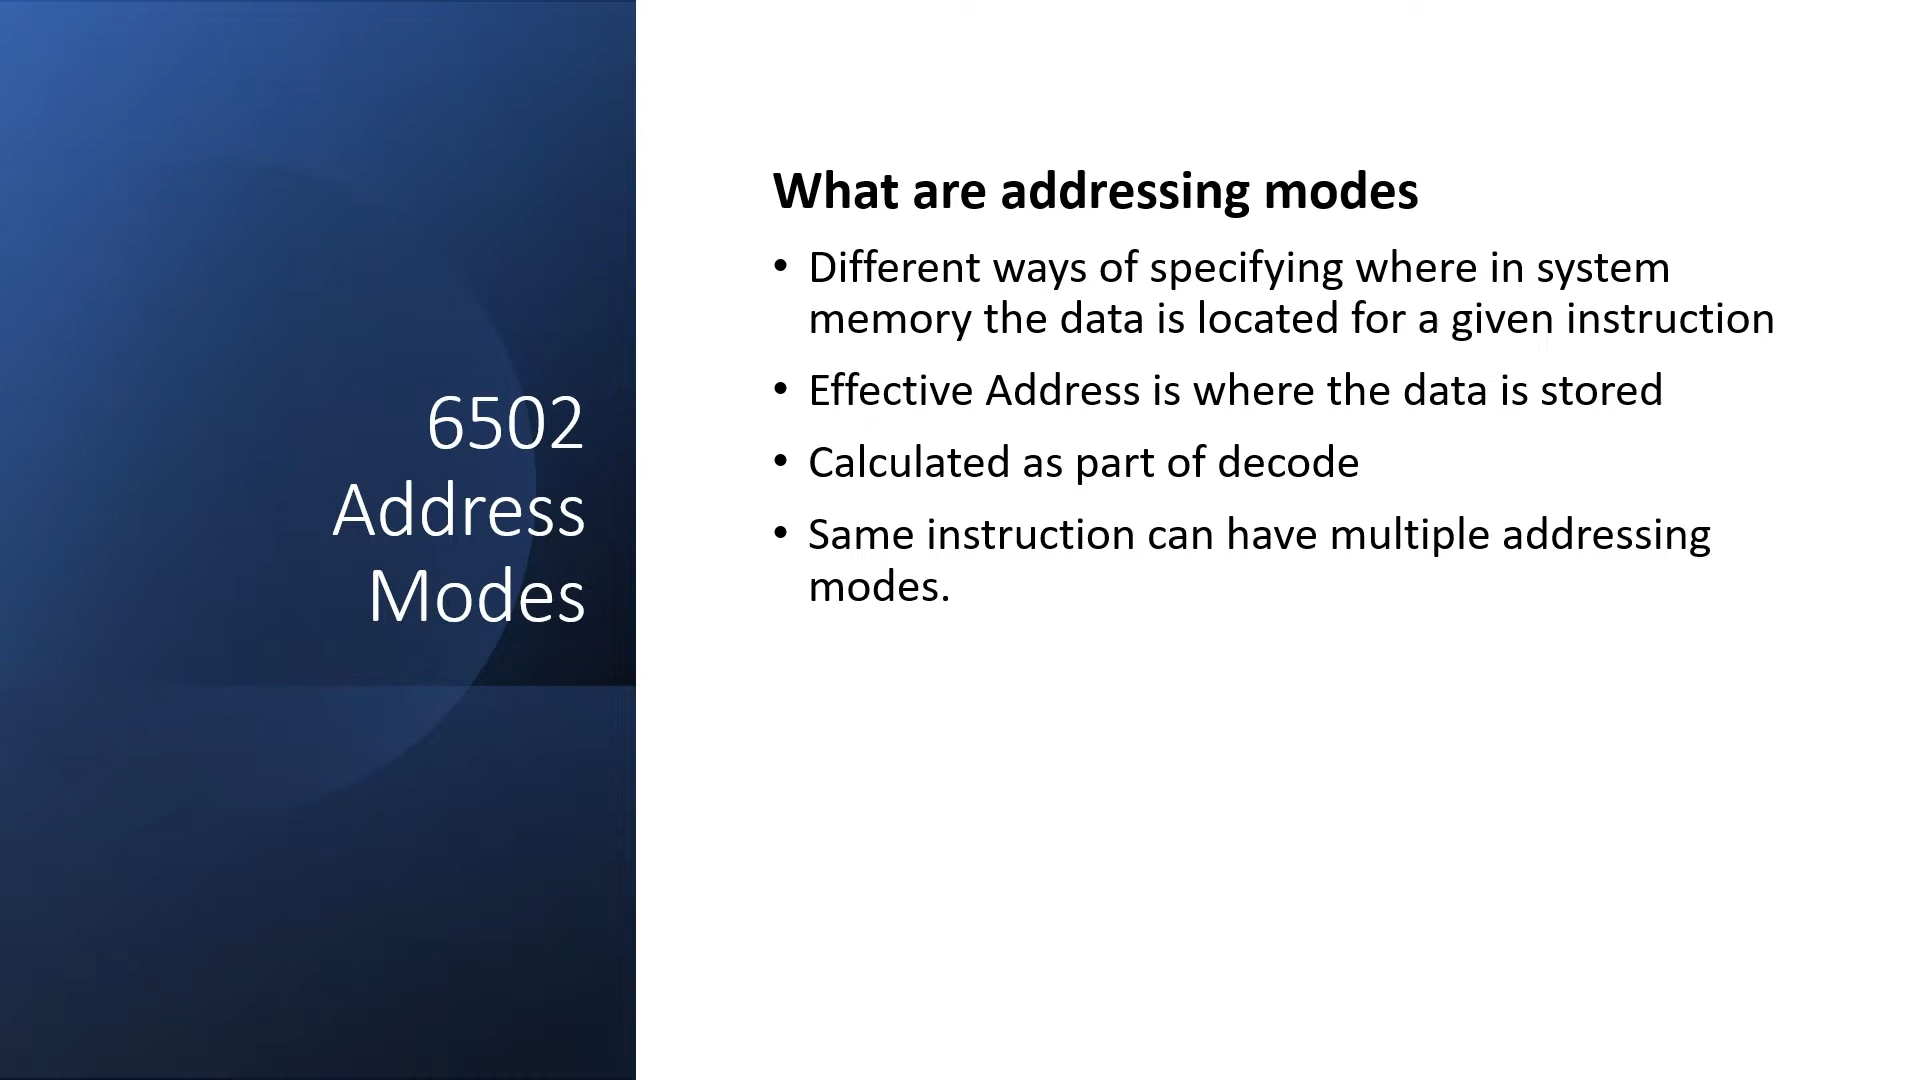 6502
Address
Modes
What are addressing modes
• Different ways of specifying where in system
memory the data is located for a given instruction
• Effective Address is where the data is stored
• Calculated as part of decode
• Same instruction can have multiple addressing
modes.